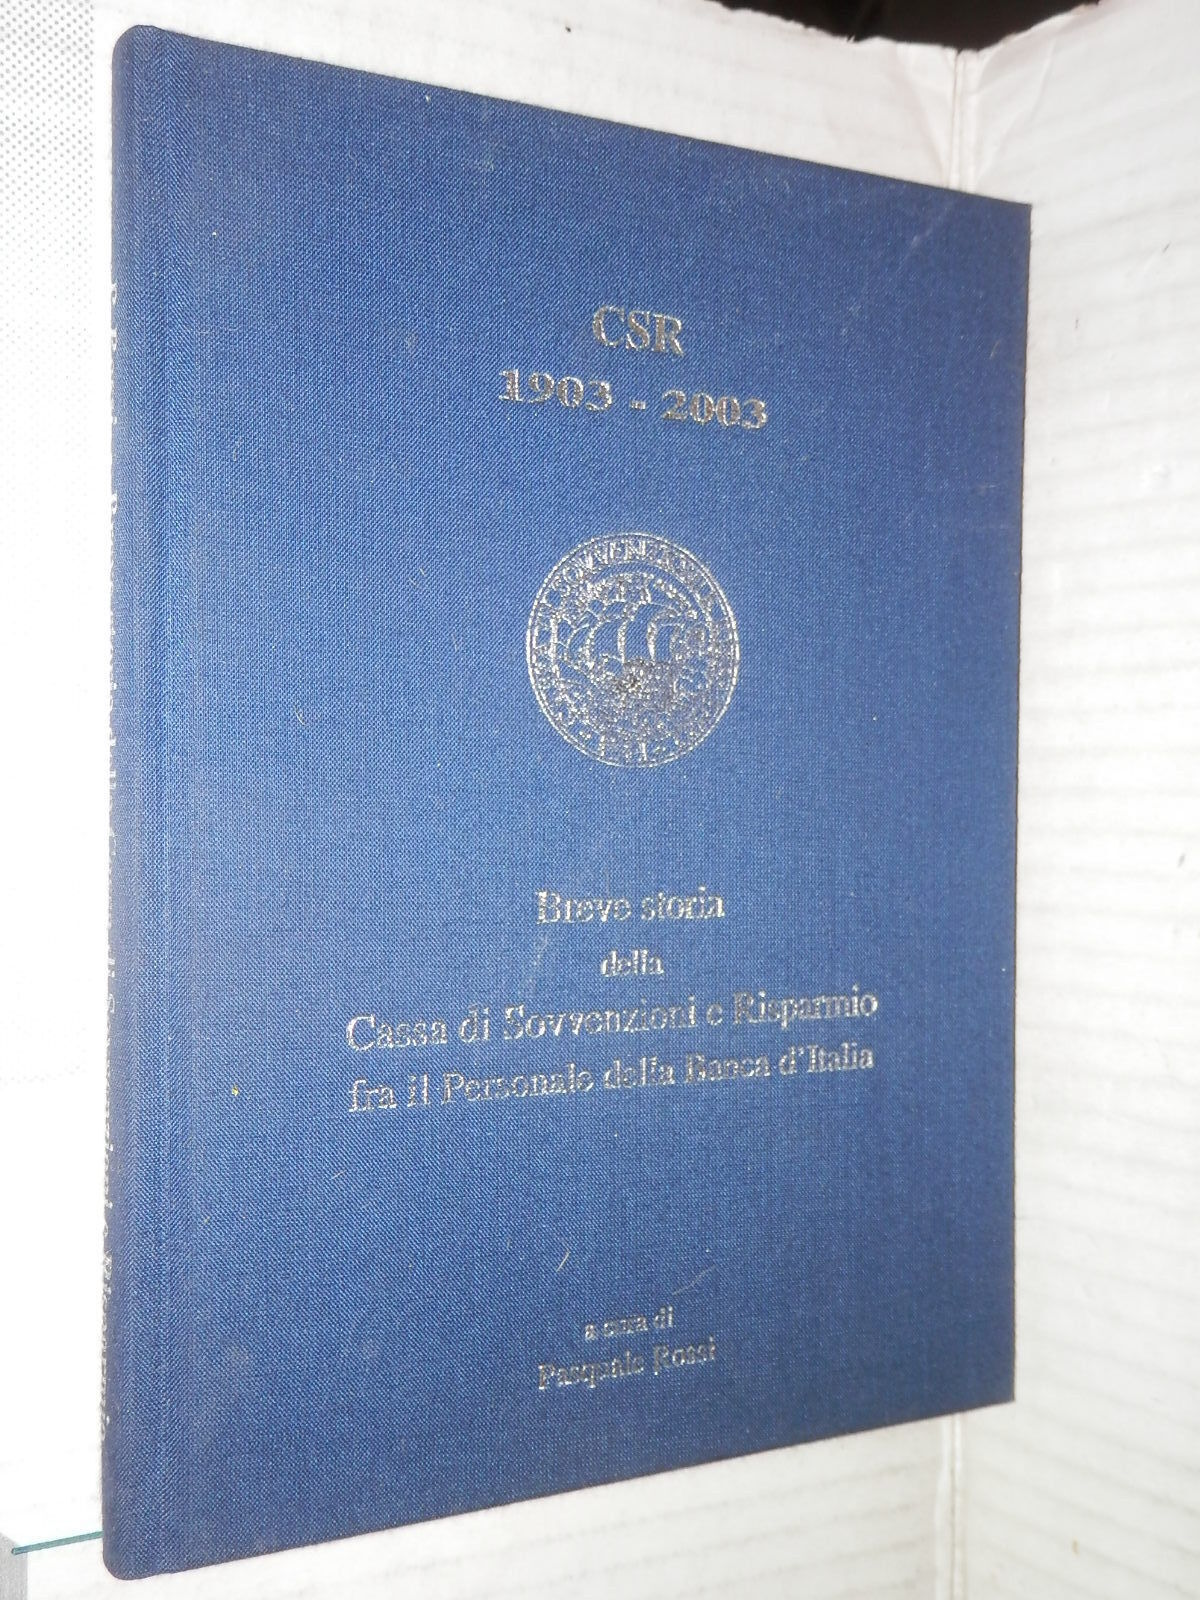 CSR
1903 - 2003
Breve storia
della
Cassa di Sovvenzioni e Risparmio
fra il Personale della Banca d'Italia
a cura di
Pasquale Rossi